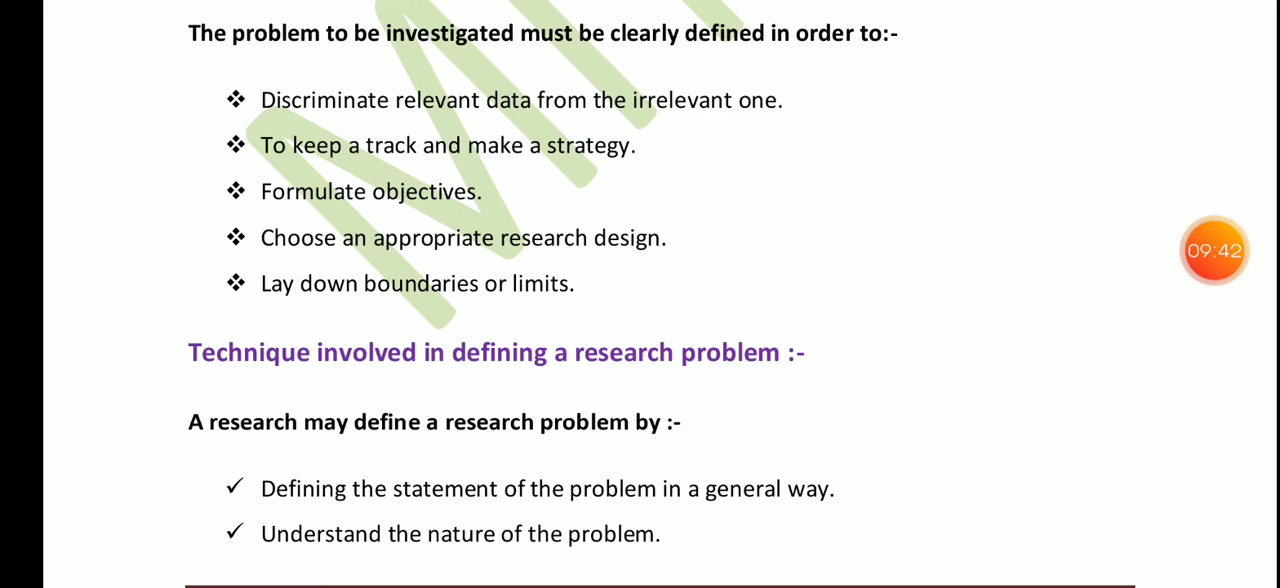 The problem to be investigated must be clearly defined in order to:-
❖ Discriminate relevant data from the irrelevant one.
❖ To keep a track and make a strategy.
❖ Formulate objectives.
❖ Choose an appropriate research design.
09:42
❖ Lay down boundaries or limits.
Technique involved in defining a research problem :-
A research may define a research problem by :-
✓ Defining the statement of the problem in a general way.
✓ Understand the nature of the problem.